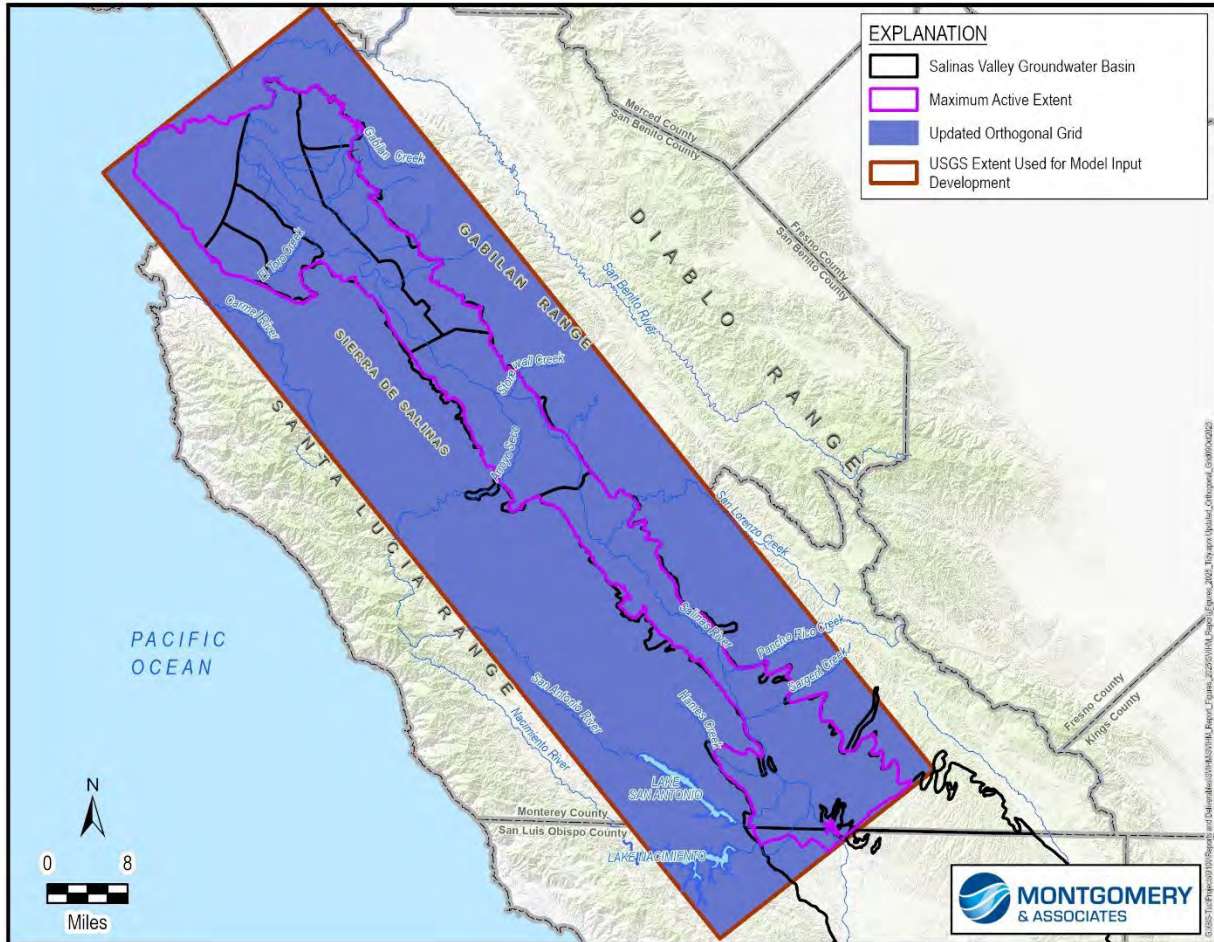 EXPLANATION
Salinas Valley Groundwater Basin
Maximum Active Extent
Updated Orthogonal Grid
USGS Extent Used for Model Input
Development
Merced County
San Benito County
Fresno County
San Benito County
Gabilan Creek
GABILAN RANGE
DIABLO RANGE
San Benito River
El Toro Creek
Carmel River
SIERRA DE SALINAS
Stonewall Creek
Arroyo Seco
SANTA LUCIA RANGE
San Lorenzo Creek
Salinas River
Pancho Rico Creek
Sargent Creek
PACIFIC
OCEAN
San Antonio River
Nacimiento River
Hames Creek
Fresno County
Kings County
LAKE
SAN ANTONIO
Monterey County
San Luis Obispo County
LAKE NACIMIENTO
N
0 8
Miles
MONTGOMERY
& ASSOCIATES